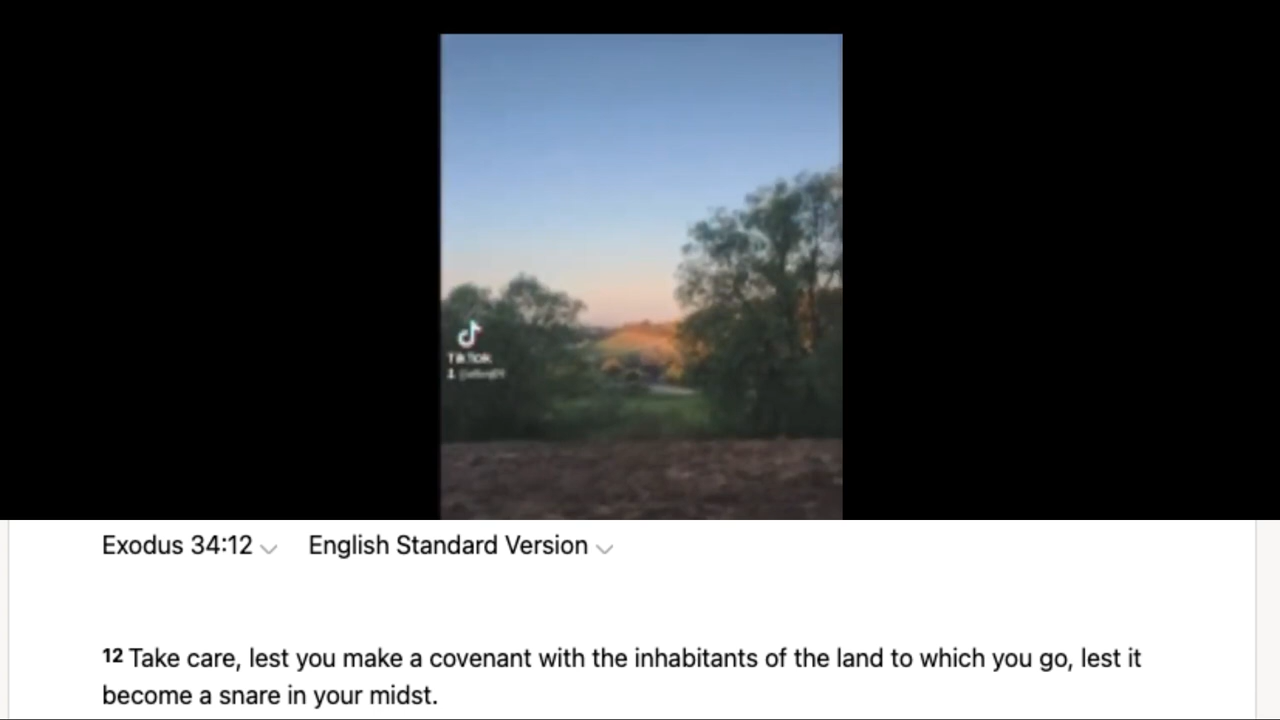 TikTok
Exodus 34:12 English Standard Version
12 Take care, lest you make a covenant with the inhabitants of the land to which you go, lest it
become a snare in your midst.